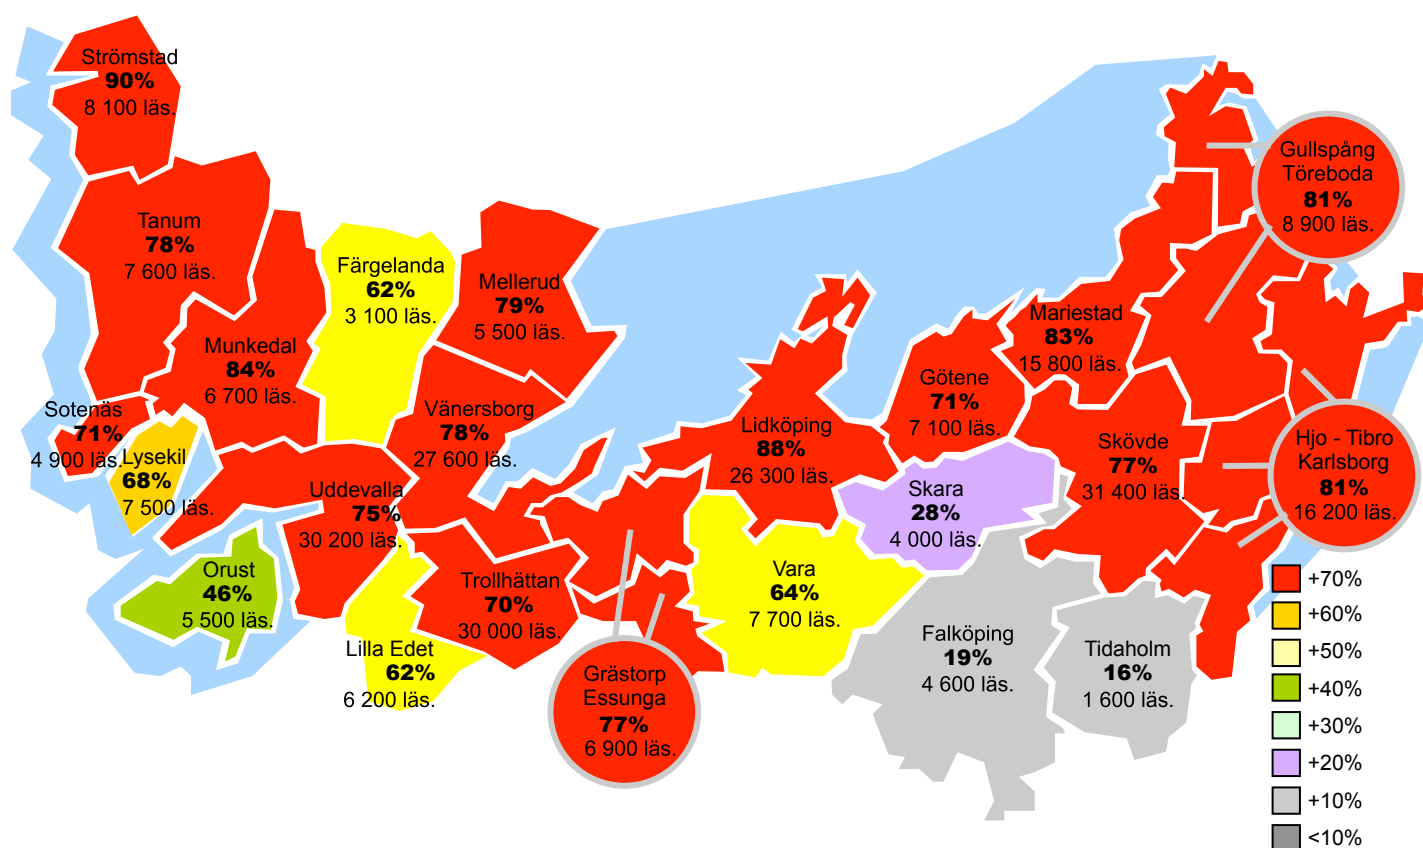 Strömstad
90%
8 100 läs.
Tanum
78%
7 600 läs.
Munkedal
84%
6 700 läs.
Färgelanda
62%
3 100 läs.
Mellerud
79%
5 500 läs.
Sotenäs
71%
4 900 läs.
Lysekil
68%
7 500 läs.
Vänersborg
78%
27 600 läs.
Uddevalla
75%
30 200 läs.
Orust
46%
5 500 läs.
Lilla Edet
62%
6 200 läs.
Trollhättan
70%
30 000 läs.
Grästorp
Essunga
77%
6 900 läs.
Lidköping
88%
26 300 läs.
Vara
64%
7 700 läs.
Götene
71%
7 100 läs.
Skara
28%
4 000 läs.
Mariestad
83%
15 800 läs.
Skövde
77%
31 400 läs.
Falköping
19%
4 600 läs.
Tidaholm
16%
1 600 läs.
Gullspång
Töreboda
81%
8 900 läs.
Hjo - Tibro
Karlsborg
81%
16 200 läs.
+70%
+60%
+50%
+40%
+30%
+20%
+10%
<10%